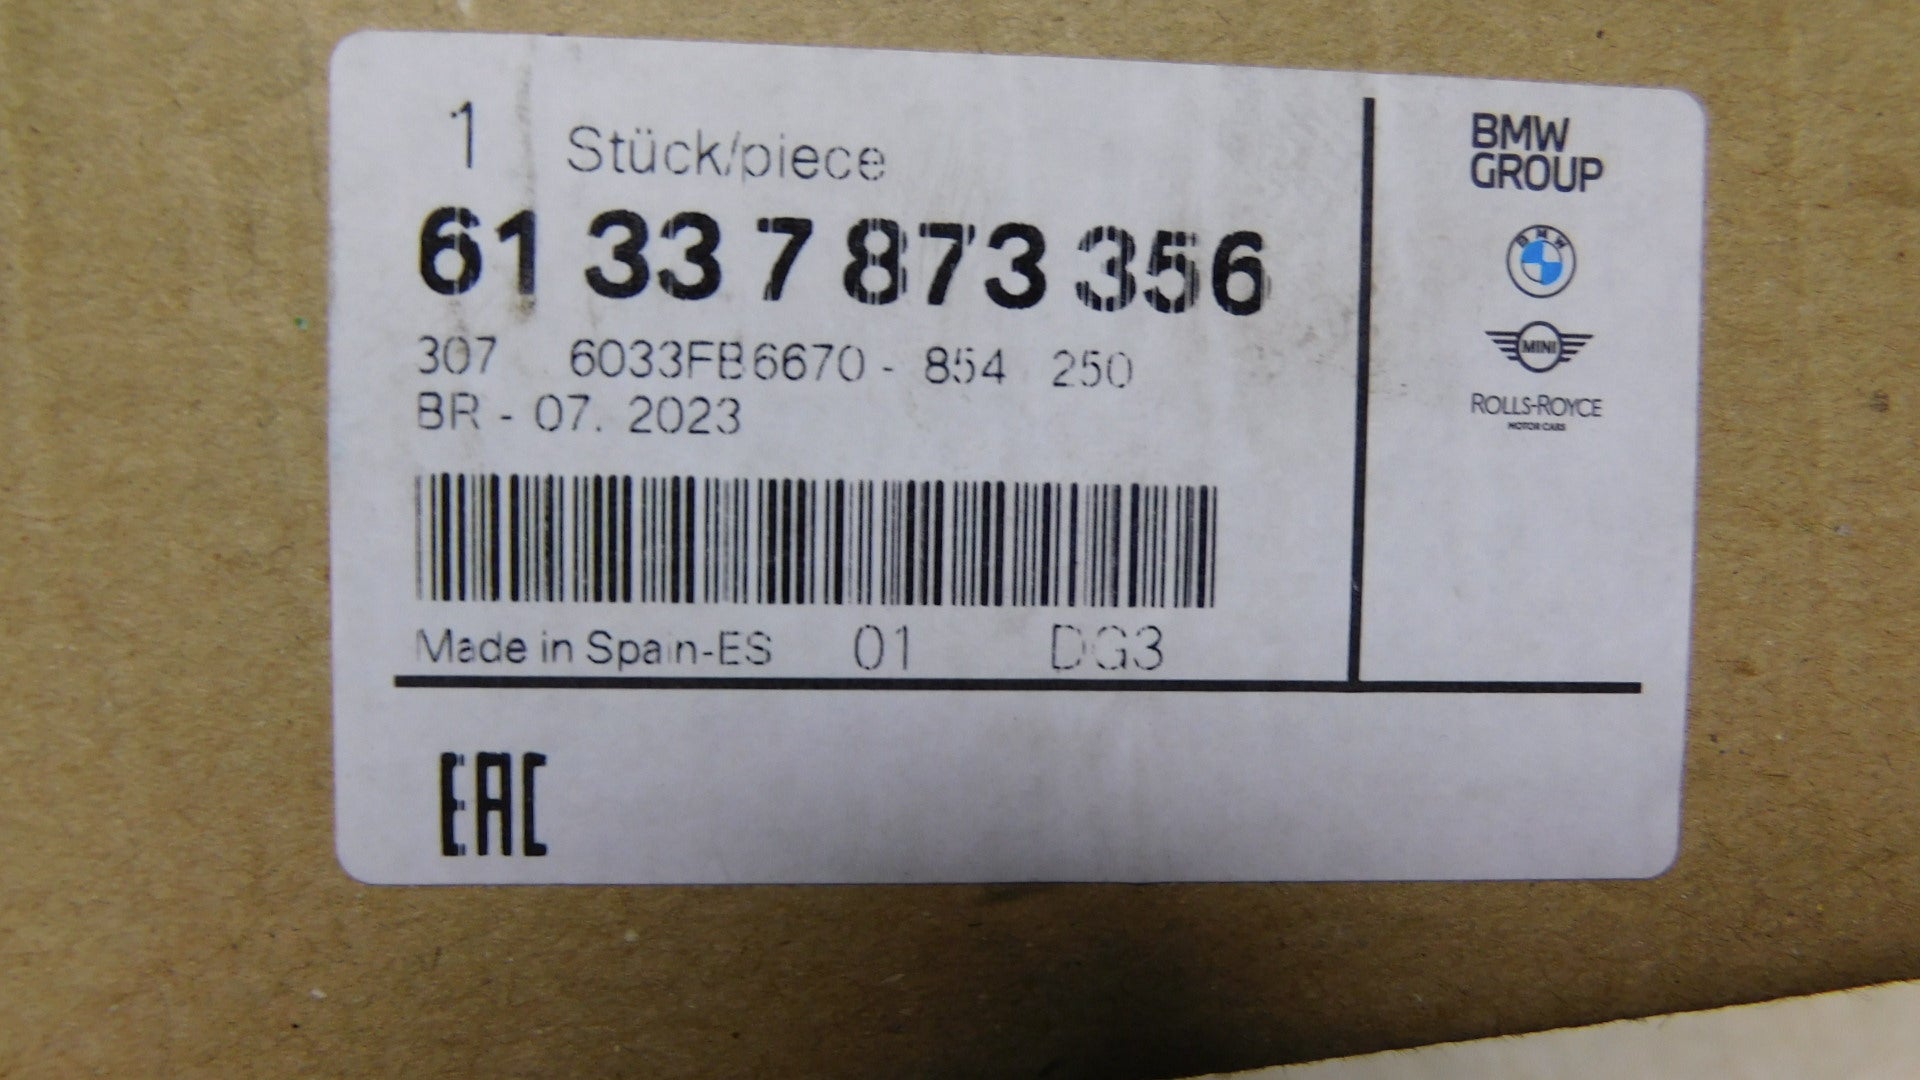 1 Stück/piece
61 33 7 873 356
307 6033FB6670 - 854 250
BR - 07. 2023
Made in Spain-ES 01 DG3
EAC
BMW
GROUP
BMW
MINI
ROLLS-ROYCE
MOTOR CARS